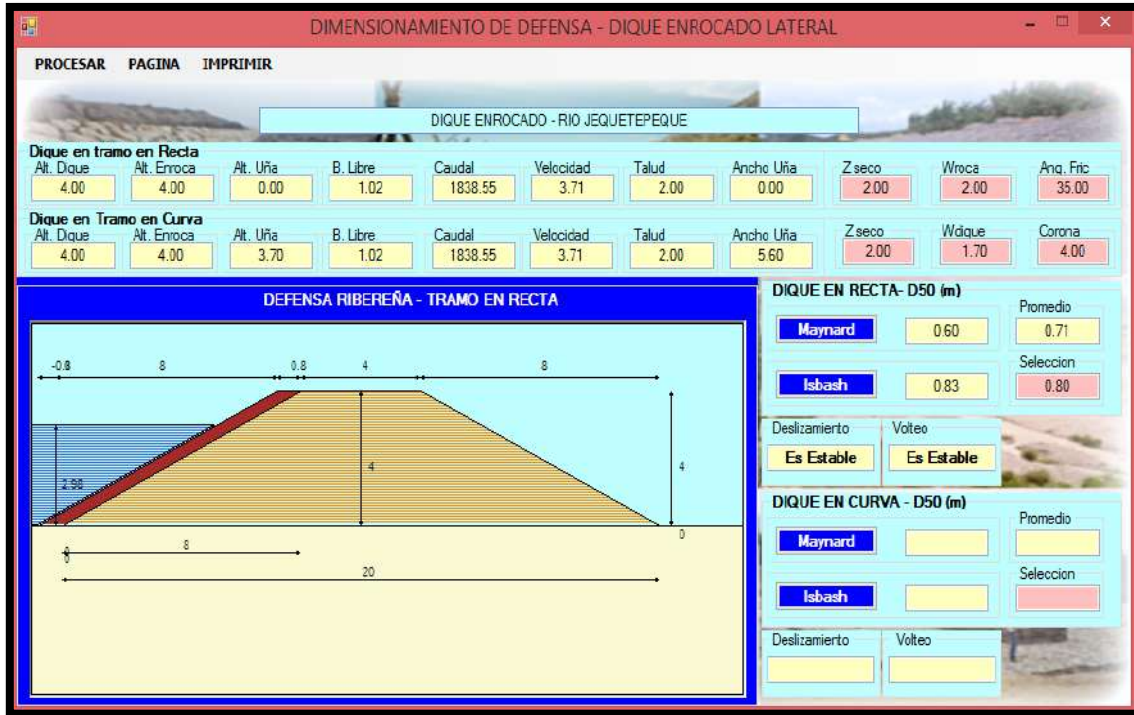 DIMENSIONAMIENTO DE DEFENSA - DIQUE ENROCADO LATERAL
PROCESAR PAGINA IMPRIMIR
DIQUE ENROCADO - RIO JEQUETEPEQUE
Dique en tramo en Recta
Alt. Dique Alt. Enroca Alt. Uña B. Libre Caudal Velocidad Talud Ancho Uña Z seco Wroca Ang. Fric
4.00 4.00 0.00 1.02 1838.55 3.71 2.00 0.00 2.00 2.00 35.00
Dique en Tramo en Curva
Alt. Dique Alt. Enroca Alt. Uña B. Libre Caudal Velocidad Talud Ancho Uña Z seco Wdique Corona
4.00 4.00 3.70 1.02 1838.55 3.71 2.00 5.60 2.00 1.70 4.00
DEFENSA RIBEREÑA - TRAMO EN RECTA
-0.8 8 0.8 4 8
4 4
2.98
0
8
20
DIQUE EN RECTA- D50 (m)
Promedio
Maynard 0.60 0.71
Seleccion
Isbash 0.83 0.80
Deslizamiento Volteo
Es Estable Es Estable
DIQUE EN CURVA - D50 (m)
Promedio
Maynard
Seleccion
Isbash
Deslizamiento Volteo